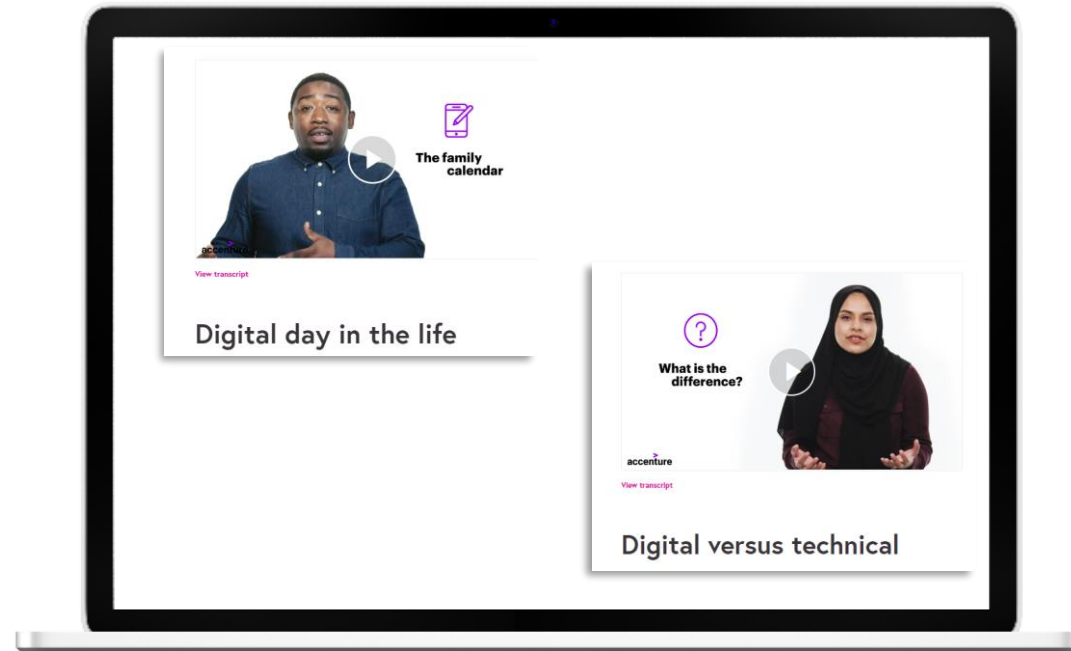 The family
calendar
accenture
View transcript
Digital day in the life
What is the
difference?
accenture
View transcript
Digital versus technical